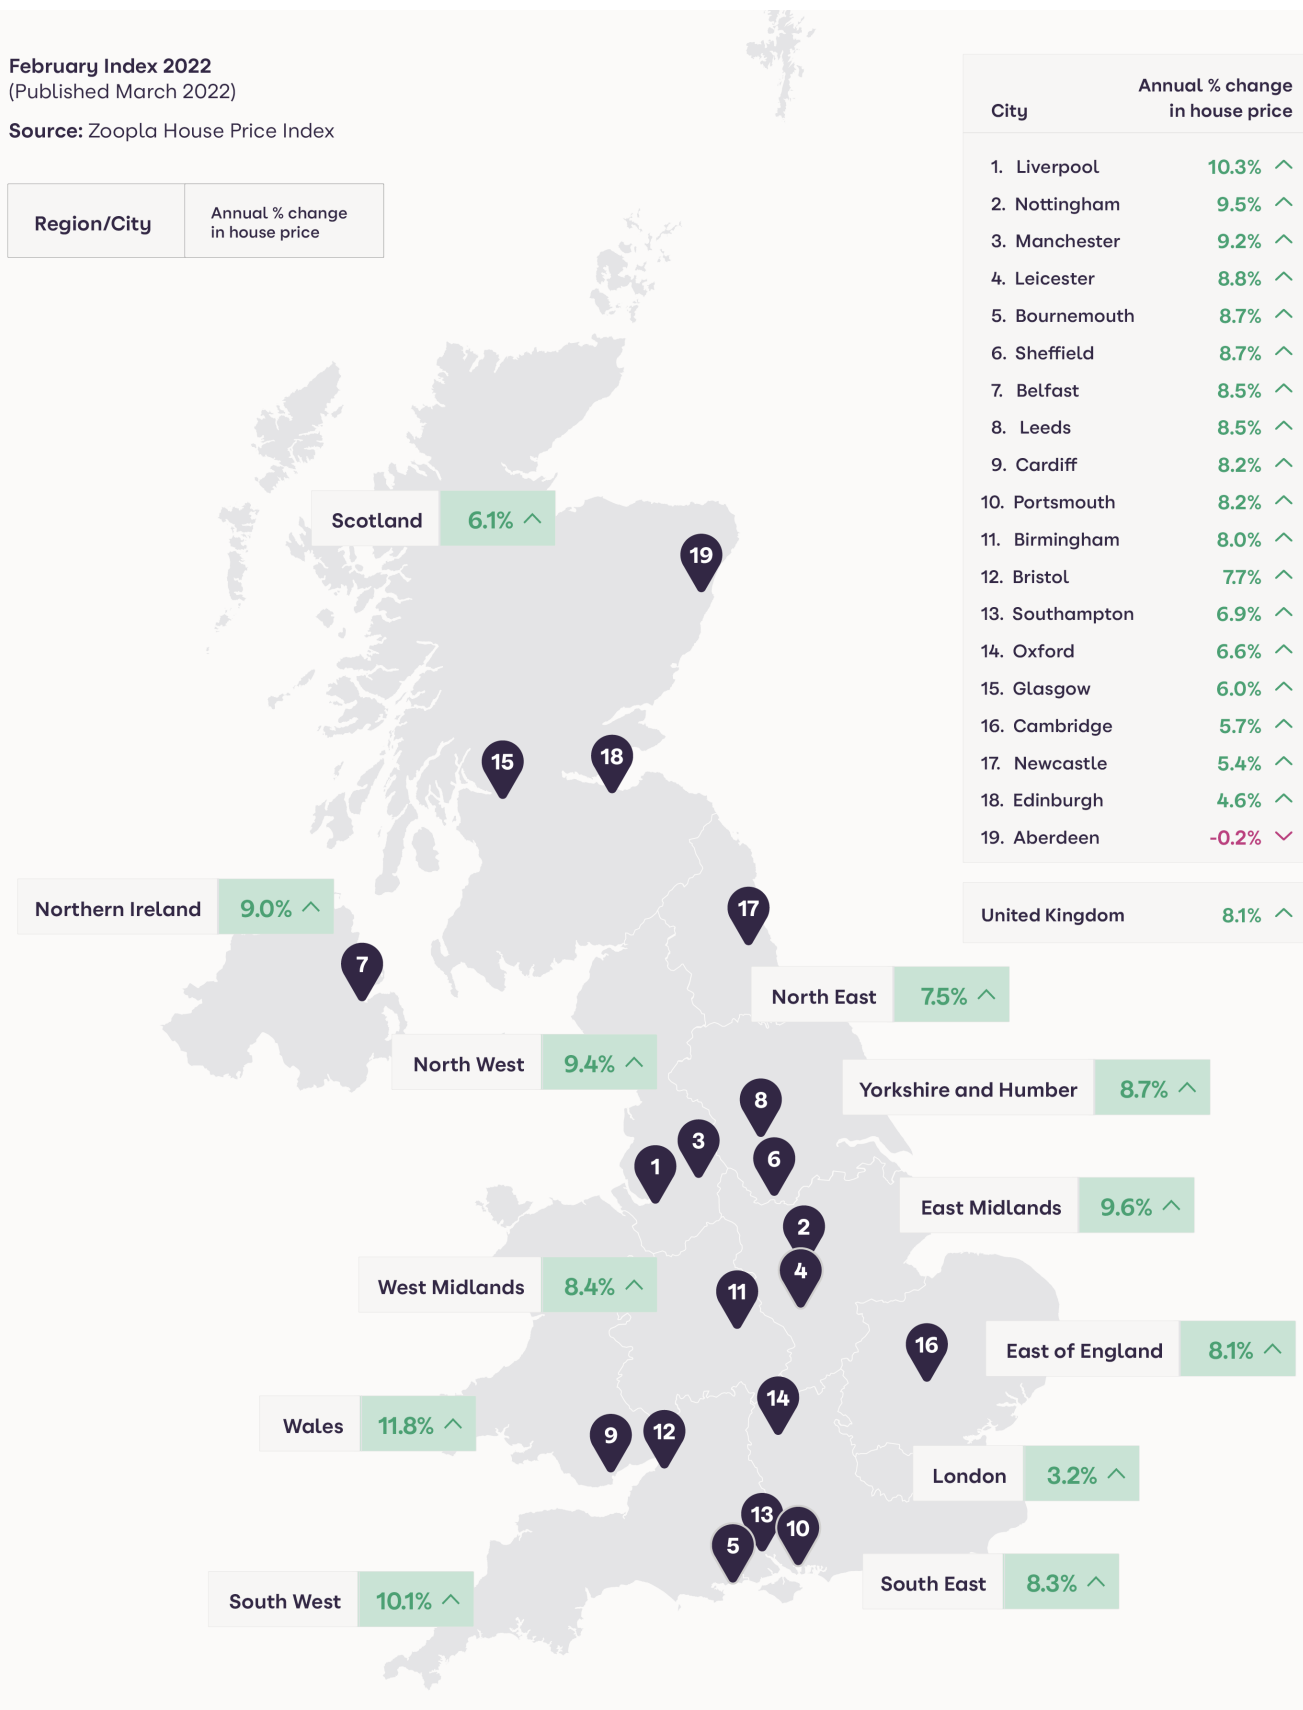 February Index 2022
(Published March 2022)
Source: Zoopla House Price Index
Region/City
Annual % change
in house price
City
Annual % change
in house price
1. Liverpool 10.3%
2. Nottingham 9.5%
3. Manchester 9.2%
4. Leicester 8.8%
5. Bournemouth 8.7%
6. Sheffield 8.7%
7. Belfast 8.5%
8. Leeds 8.5%
9. Cardiff 8.2%
10. Portsmouth 8.2%
11. Birmingham 8.0%
12. Bristol 7.7%
13. Southampton 6.9%
14. Oxford 6.6%
15. Glasgow 6.0%
16. Cambridge 5.7%
17. Newcastle 5.4%
18. Edinburgh 4.6%
19. Aberdeen -0.2%
United Kingdom 8.1%
Scotland 6.1%
19
15
18
Northern Ireland 9.0%
17
7
North East 7.5%
North West 9.4%
Yorkshire and Humber 8.7%
8
3
6
1
East Midlands 9.6%
2
4
West Midlands 8.4%
11
16
East of England 8.1%
14
Wales 11.8%
9
12
London 3.2%
13
10
5
South East 8.3%
South West 10.1%